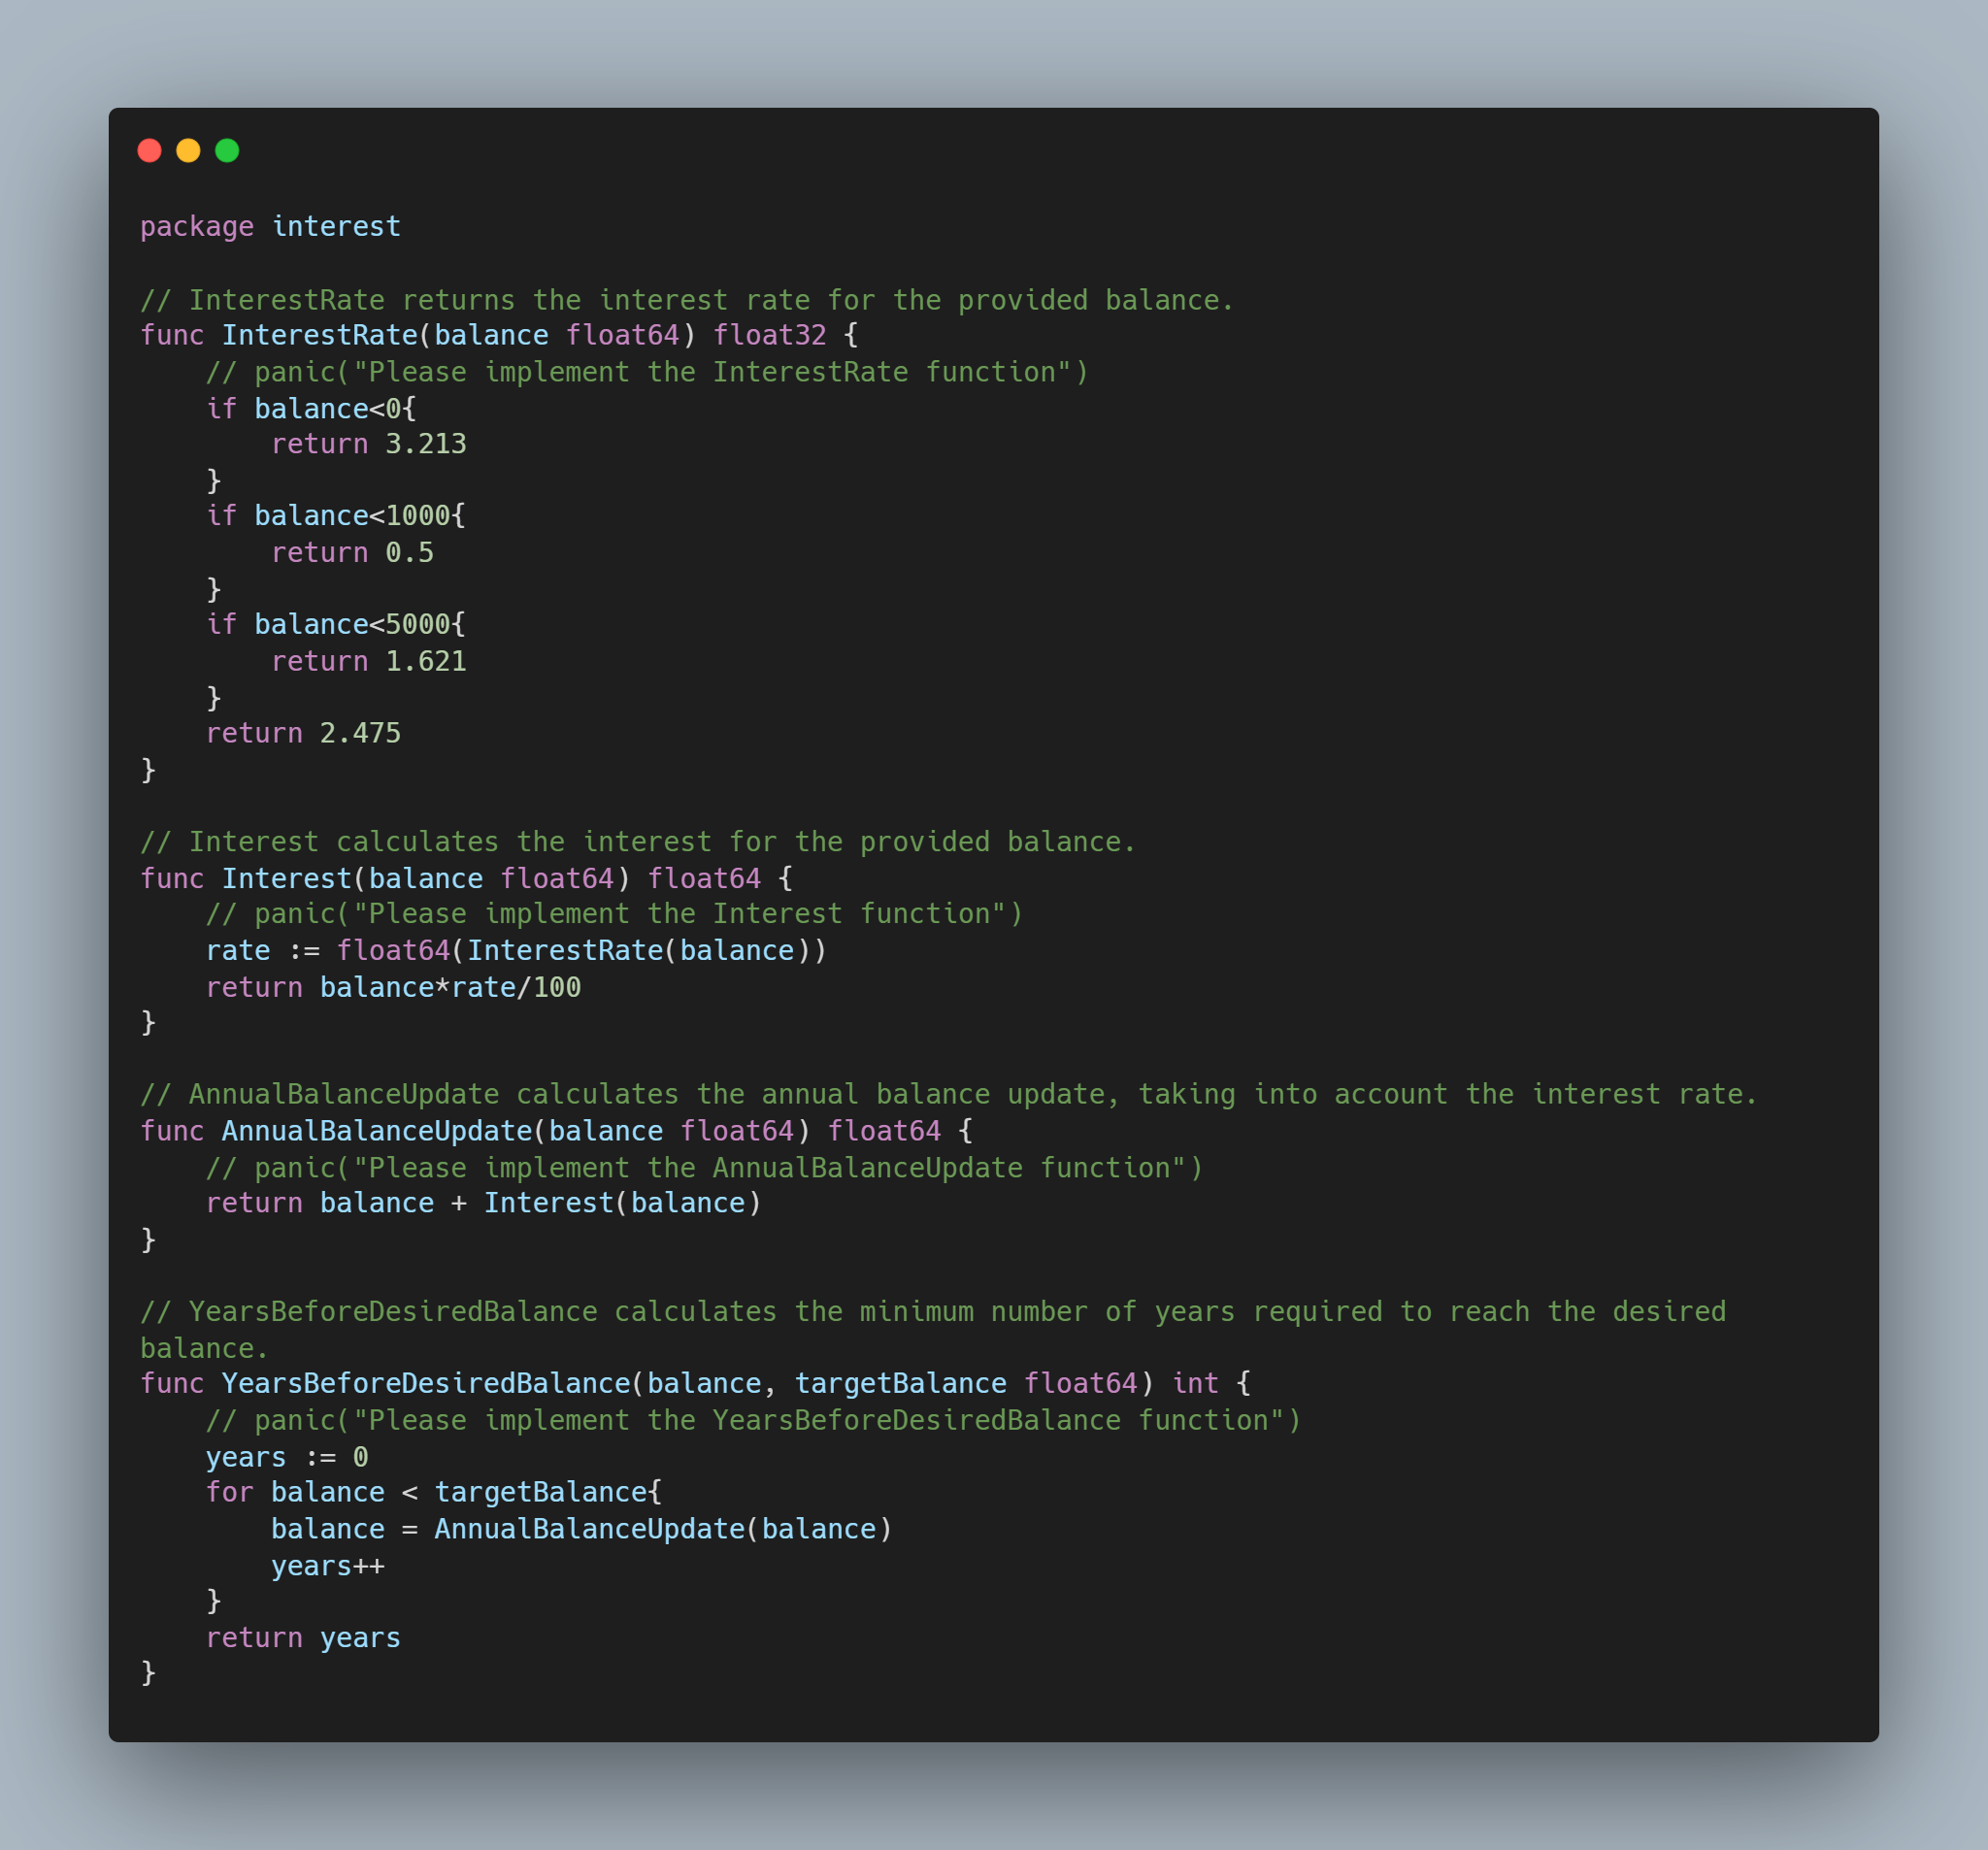 package interest

// InterestRate returns the interest rate for the provided balance.
func InterestRate(balance float64) float32 {
    // panic("Please implement the InterestRate function")
    if balance<0{
        return 3.213
    }
    if balance<1000{
        return 0.5
    }
    if balance<5000{
        return 1.621
    }
    return 2.475
}

// Interest calculates the interest for the provided balance.
func Interest(balance float64) float64 {
    // panic("Please implement the Interest function")
    rate := float64(InterestRate(balance))
    return balance*rate/100
}

// AnnualBalanceUpdate calculates the annual balance update, taking into account the interest rate.
func AnnualBalanceUpdate(balance float64) float64 {
    // panic("Please implement the AnnualBalanceUpdate function")
    return balance + Interest(balance)
}

// YearsBeforeDesiredBalance calculates the minimum number of years required to reach the desired
balance.
func YearsBeforeDesiredBalance(balance, targetBalance float64) int {
    // panic("Please implement the YearsBeforeDesiredBalance function")
    years := 0
    for balance < targetBalance{
        balance = AnnualBalanceUpdate(balance)
        years++
    }
    return years
}